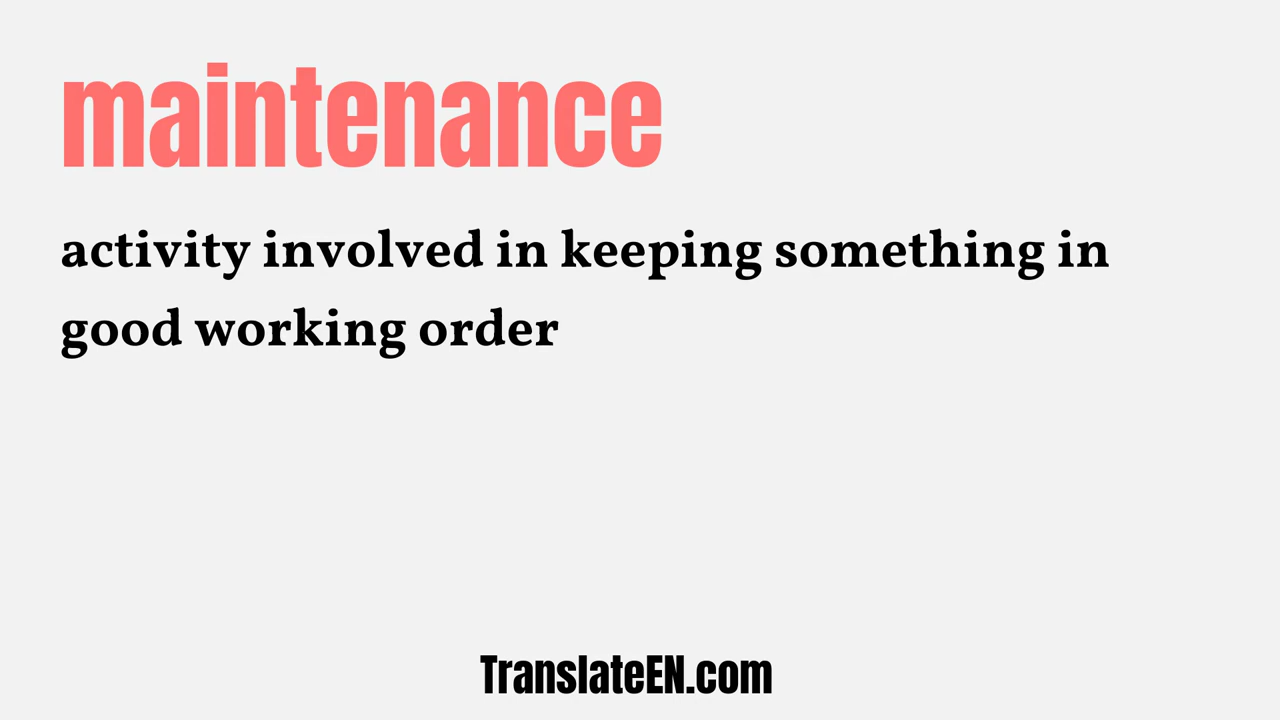 maintenance
activity involved in keeping something in
good working order
TranslateEN.com